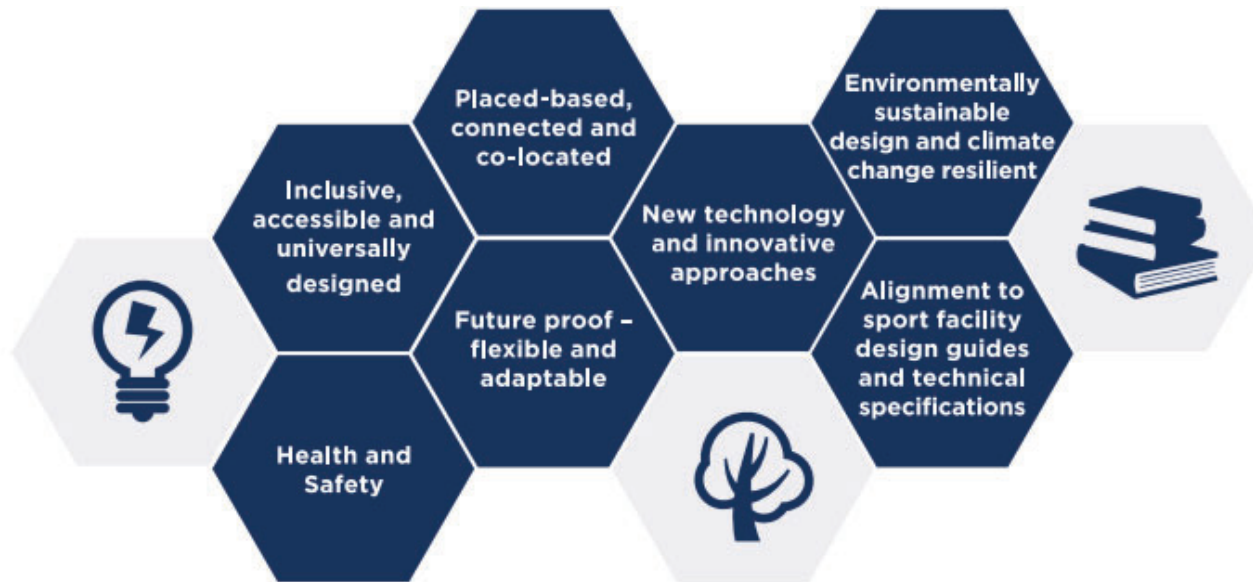 Placed-based,
connected and
co-located
Environmentally
sustainable
design and climate
change resilient
Inclusive,
accessible and
universally
designed
New technology
and innovative
approaches
Future proof –
flexible and
adaptable
Alignment to
sport facility
design guides
and technical
specifications
Health and
Safety